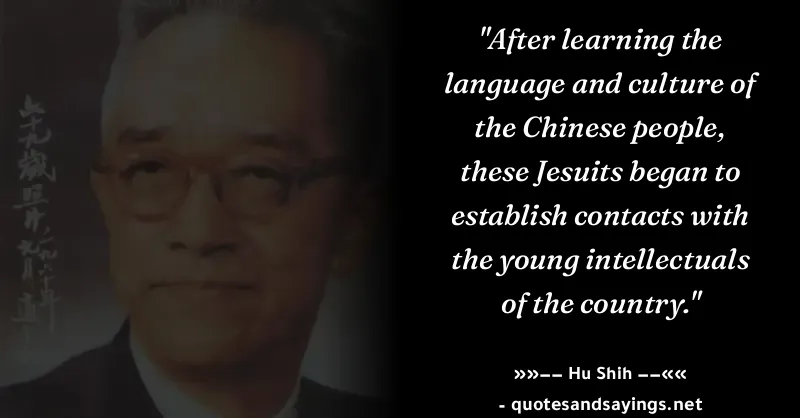 "After learning the
language and culture of
the Chinese people,
these Jesuits began to
establish contacts with
the young intellectuals
of the country."
»»−− Hu Shih −−««
- quotesandsayings.net